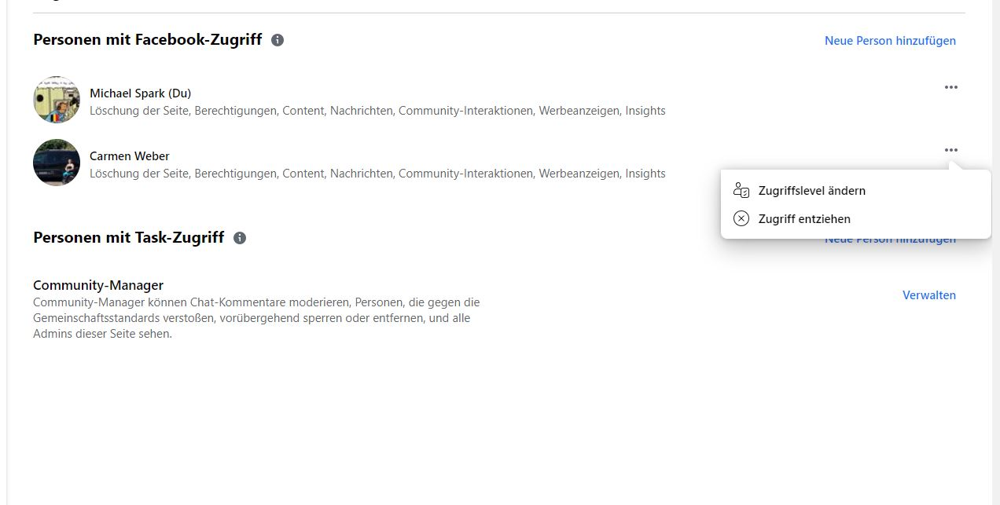 Personen mit Facebook-Zugriff
Neue Person hinzufügen
Michael Spark (Du)
Löschung der Seite, Berechtigungen, Content, Nachrichten, Community-Interaktionen, Werbeanzeigen, Insights
Carmen Weber
Löschung der Seite, Berechtigungen, Content, Nachrichten, Community-Interaktionen, Werbeanzeigen, Insights
Zugriffslevel ändern
Zugriff entziehen
Personen mit Task-Zugriff
Neue Person hinzufügen
Community-Manager
Community-Manager können Chat-Kommentare moderieren, Personen, die gegen die
Gemeinschaftsstandards verstoßen, vorübergehend sperren oder entfernen, und alle
Admins dieser Seite sehen.
Verwalten